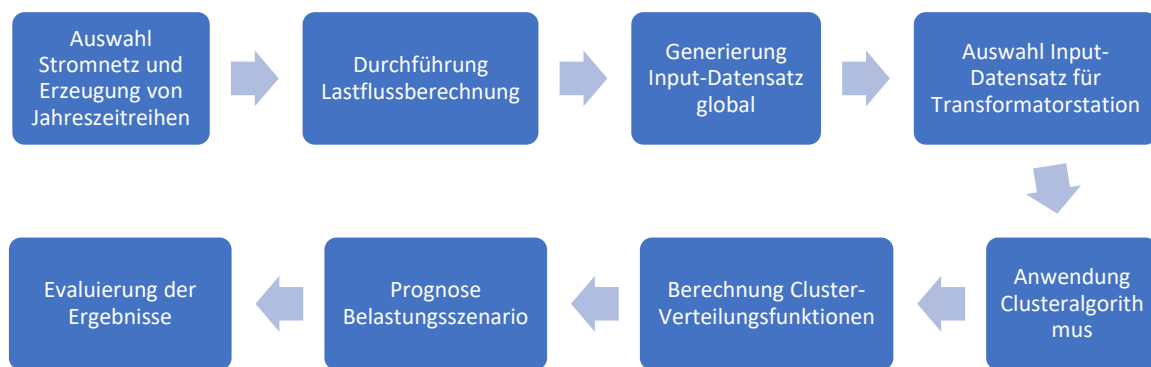 Auswahl
Stromnetz und
Erzeugung von
Jahreszeitreihen
Durchführung
Lastflussberechnung
Generierung
Input-Datensatz
global
Auswahl Input-
Datensatz für
Transformatorstation
Anwendung
Clusteralgorith
mus
Berechnung Cluster-
Verteilungsfunktionen
Prognose
Belastungsszenario
Evaluierung der
Ergebnisse